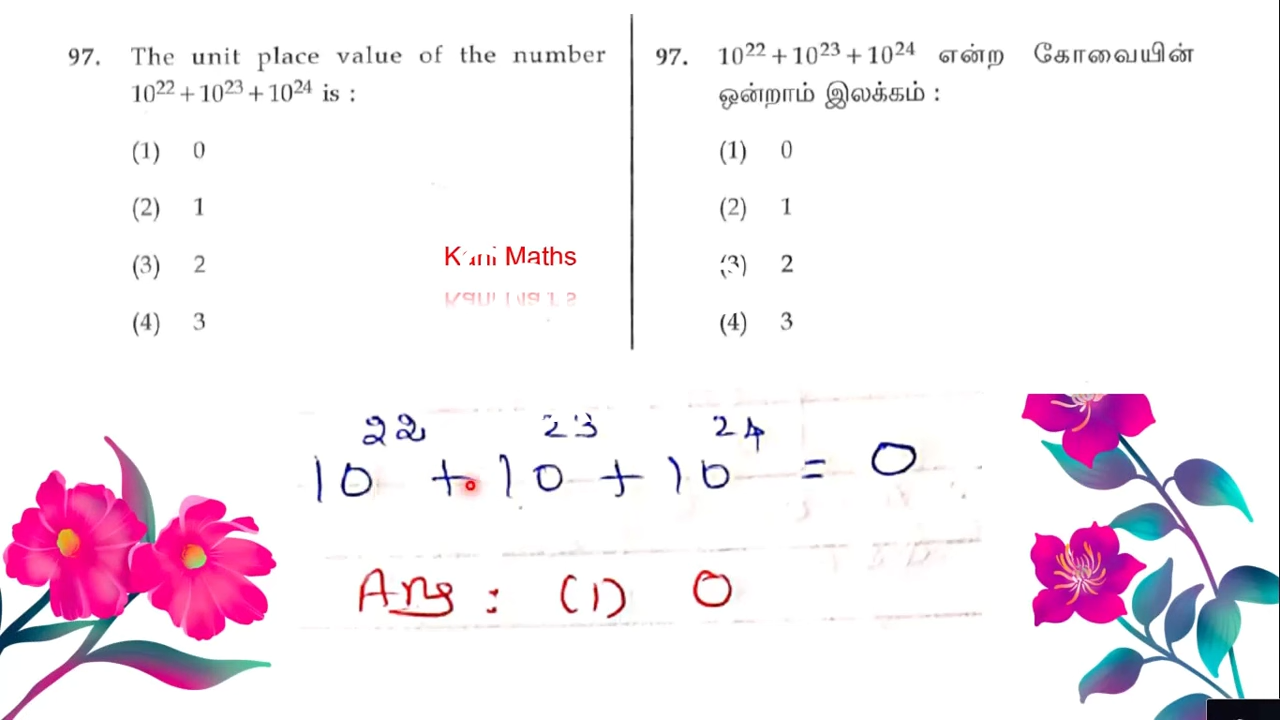 97. The unit place value of the number
10²² + 10²³ + 10²⁴ is :
(1) 0
(2) 1
(3) 2
(4) 3
Kani Maths
97. 10²² + 10²³ + 10²⁴ என்ற கோவையின்
ஒன்றாம் இலக்கம் :
(1) 0
(2) 1
(3) 2
(4) 3
10²² + 10²³ + 10²⁴ = 0
Ans : (1) 0